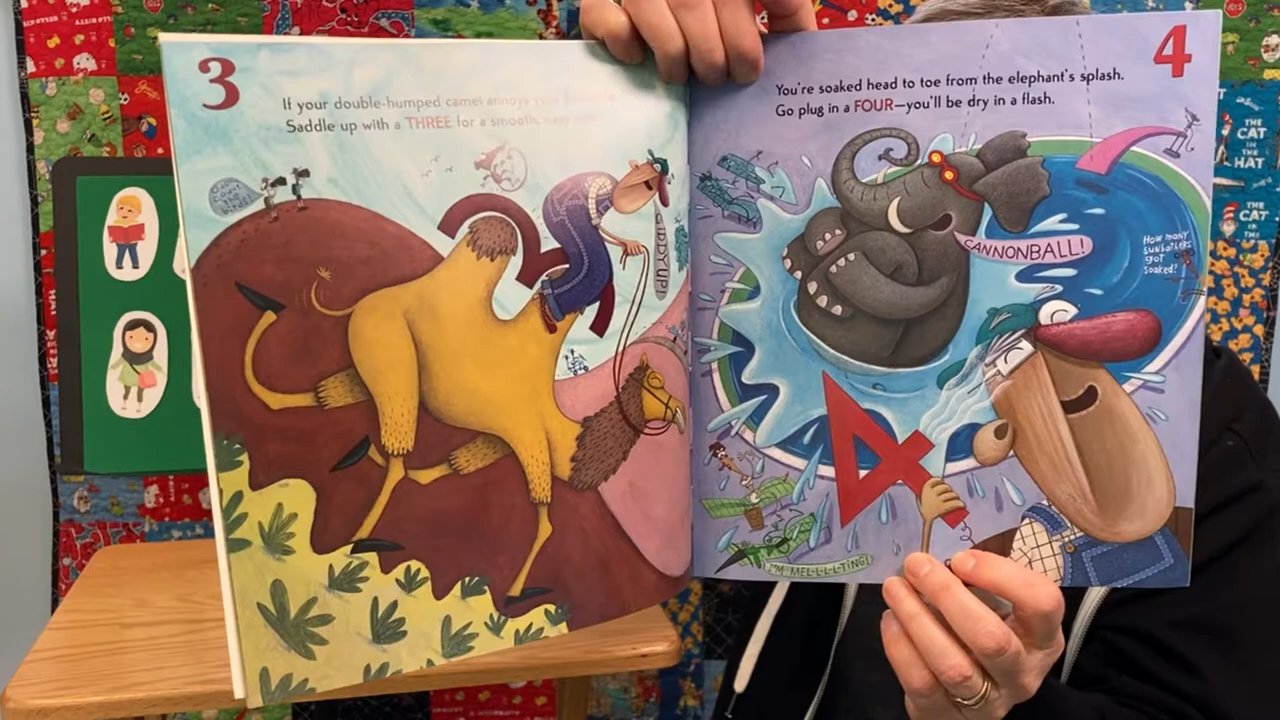 3
If your double-humped camel annoys your
Saddle up with a THREE for a smooth, easy
GIDDYUP!
4
You're soaked head to toe from the elephant's splash.
Go plug in a FOUR—you'll be dry in a flash.
CANNONBALL!
How many
sunbathers
got
soaked?
I'M MEL-L-L-L-TING!
THE
CAT
IN
THE
HAT
THE
CAT
IN THE